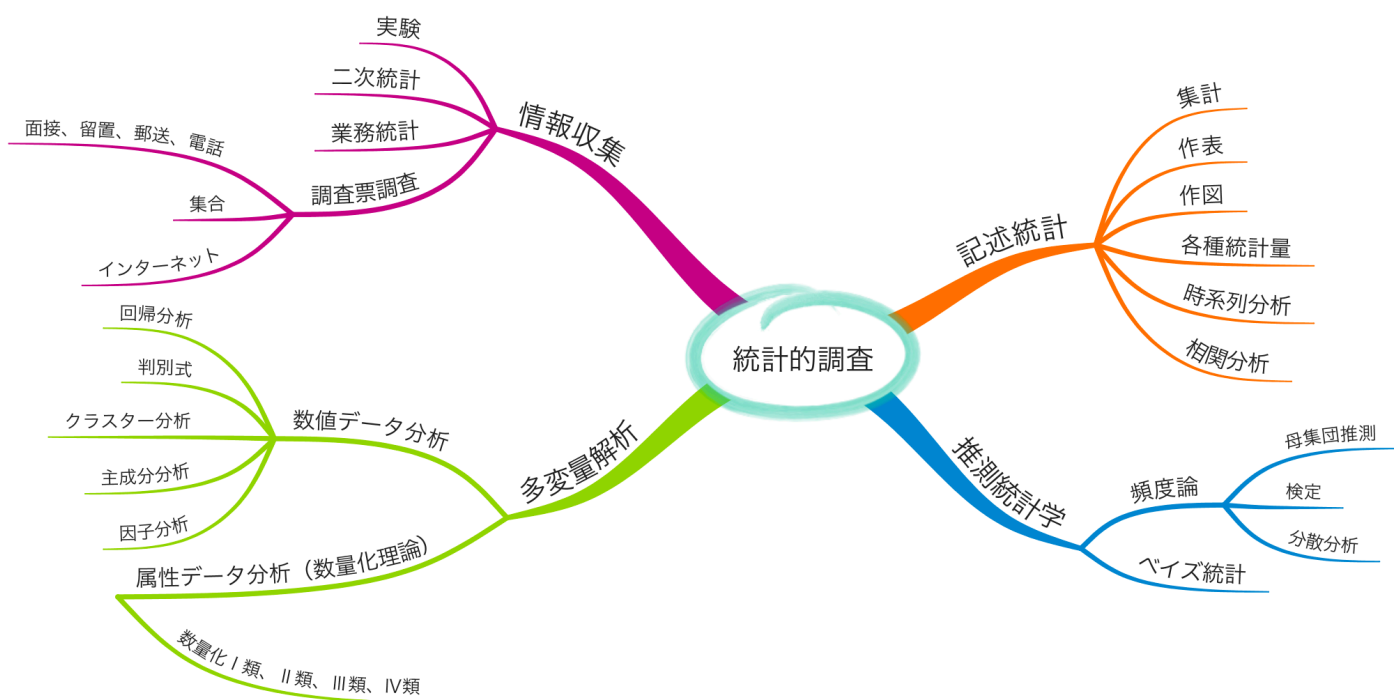 統計的調査
情報収集
実験
二次統計
業務統計
調査票調査
面接、留置、郵送、電話
集合
インターネット
記述統計
集計
作表
作図
各種統計量
時系列分析
相関分析
推測統計学
頻度論
母集団推測
検定
分散分析
ベイズ統計
多変量解析
数値データ分析
回帰分析
判別式
クラスター分析
主成分分析
因子分析
属性データ分析（数量化理論）
数量化Ⅰ類、Ⅱ類、Ⅲ類、Ⅳ類